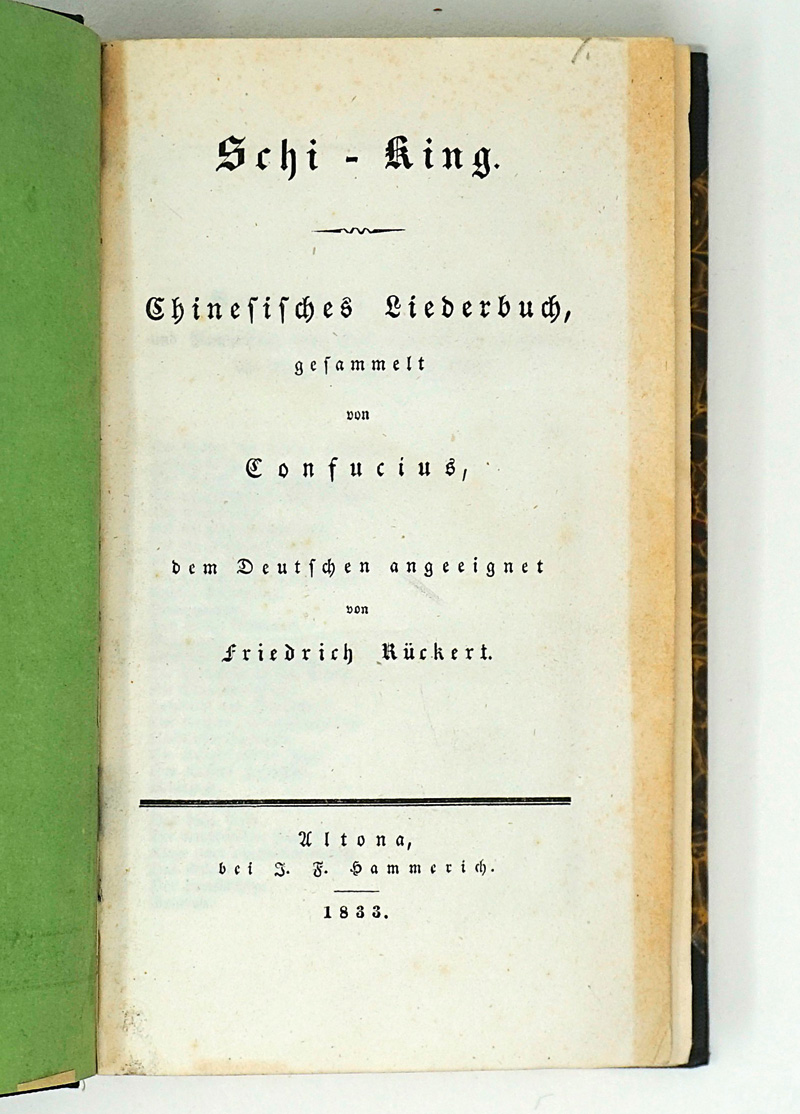 Schi-King.
Chinesisches Liederbuch,
gesammelt
von
Confucius,
dem Deutschen angeeignet
von
Friedrich Rückert.
Altona,
bei J. F. Hammerich.
1833.